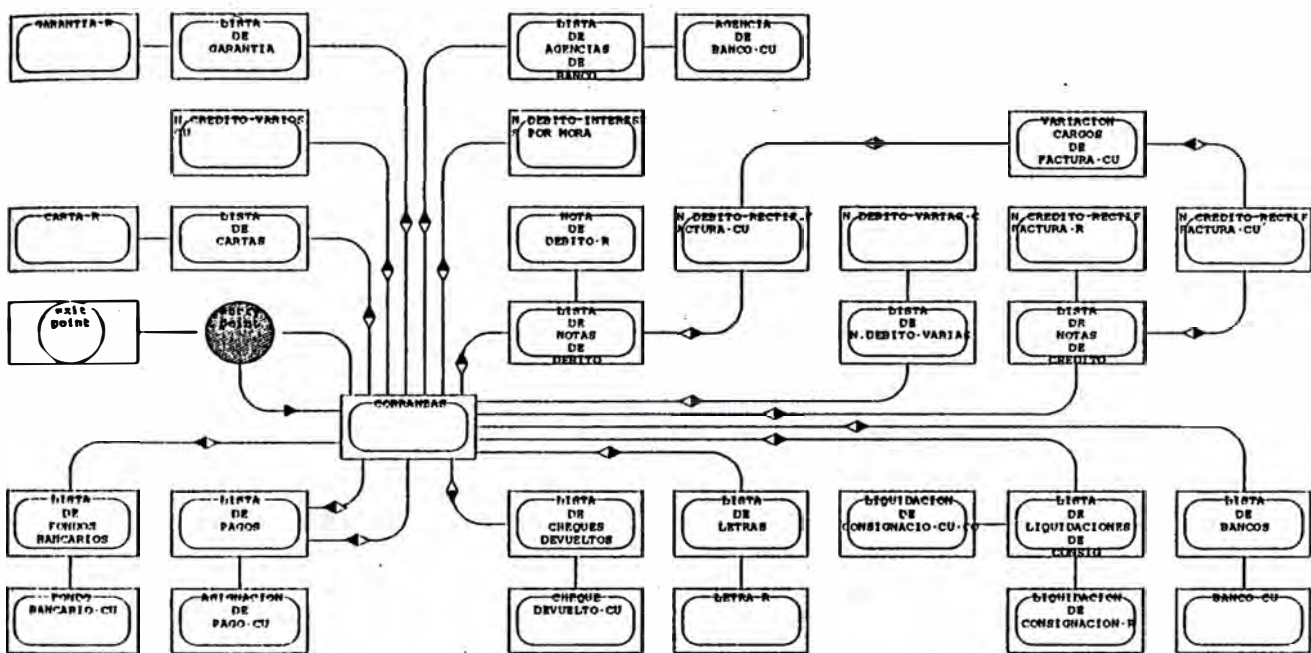 GARANTIA-R
LISTA
DE
GARANTIA
LISTA
DE
AGENCIAS
DE
BANCO
AGENCIA
DE
BANCO-CU
N.CREDITO-VARIOS
CU
N.DEBITO-INTERES
S POR MORA
VARIACION
CARGOS
DE
FACTURA-CU
CARTA-R
LISTA
DE
CARTAS
NOTA
DE
DEBITO-R
N.DEBITO-RECTIF.F
ACTURA-CU
N.DEBITO-VARIAS-C
N.CREDITO-RECTIF
FACTURA-R
N.CREDITO-RECTIF
FACTURA-CU
exit
point
entry
point
LISTA
DE
NOTAS
DE
DEBITO
LISTA
DE
N.DEBITO-VARIAS
LISTA
DE
NOTAS
DE
CREDITO
COBRANZAS
LISTA
DE
FONDOS
BANCARIOS
LISTA
DE
PAGOS
LISTA
DE
CHEQUES
DEVUELTOS
LISTA
DE
LETRAS
LIQUIDACION
DE
CONSIGNACIO-CU-CO
LISTA
DE
LIQUIDACIONES
DE
CONSIG
LISTA
DE
BANCOS
FONDO
BANCARIO-CU
ASIGNACION
DE
PAGO-CU
CHEQUE
DEVUELTO-CU
LETRA-R
LIQUIDACION
DE
CONSIGNACION-R
BANCO-CU